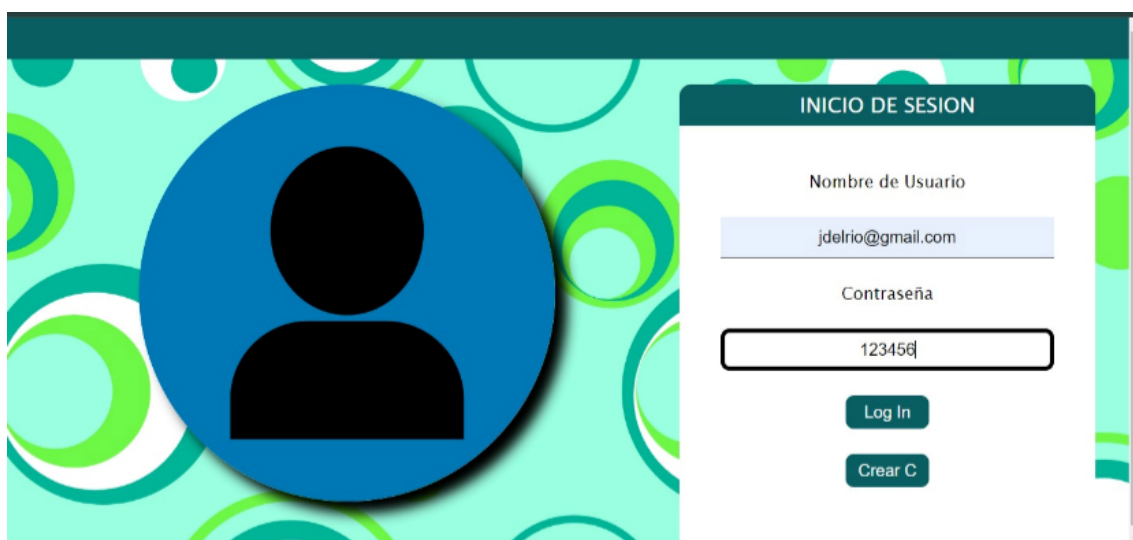 INICIO DE SESION
Nombre de Usuario
jdelrio@gmail.com
Contraseña
123456
Log In
Crear C